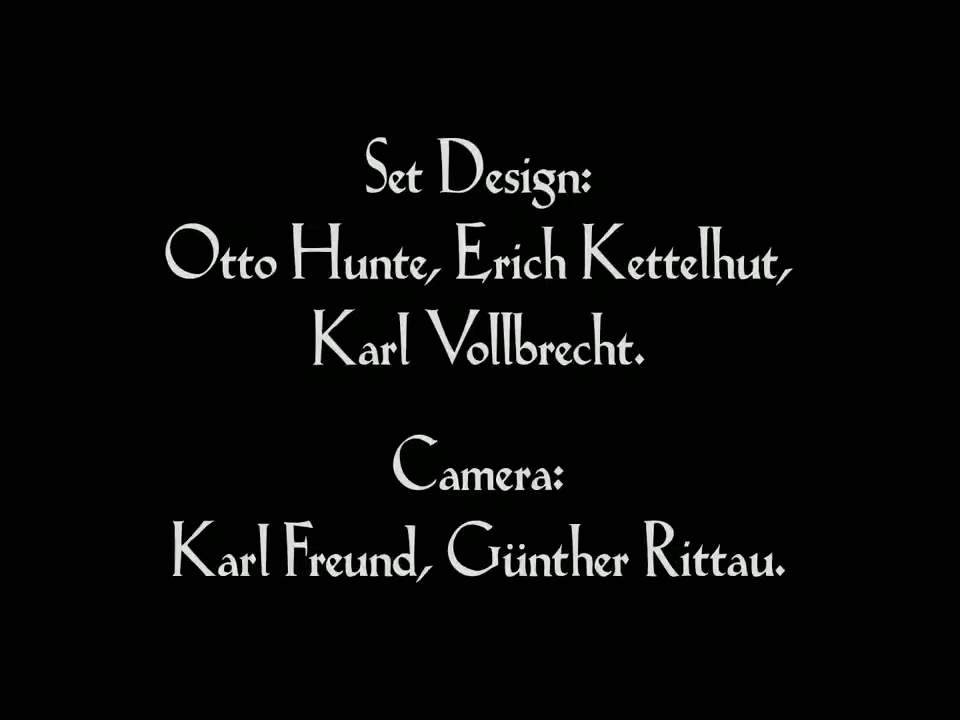 Set Design:
Otto Hunte, Erich Kettelhut,
Karl Vollbrecht.
Camera:
Karl Freund, Günther Rittau.